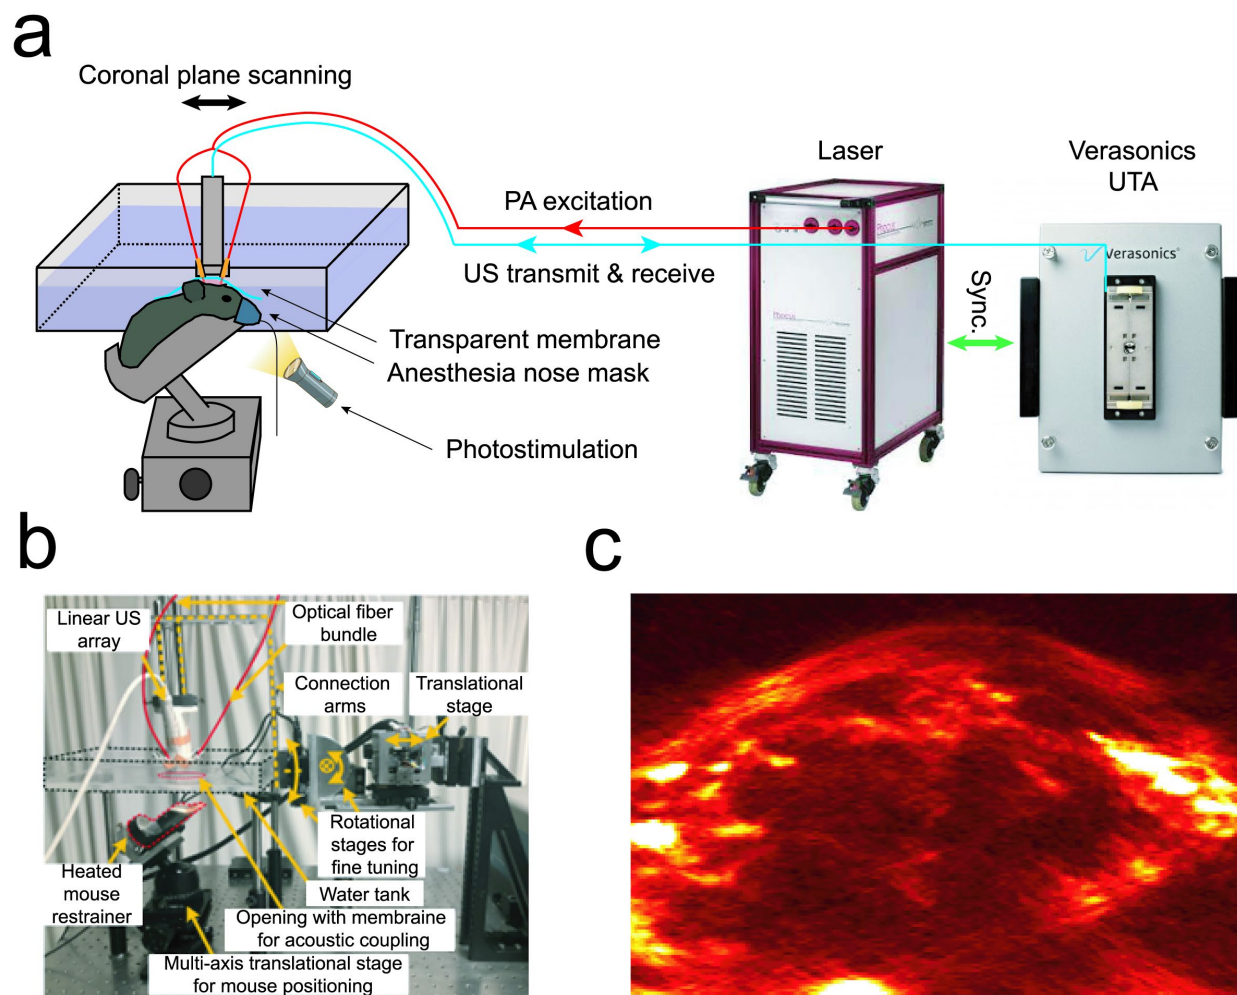 a
Coronal plane scanning
Laser
Verasonics
UTA
PA excitation
US transmit & receive
Sync.
Verasonics®
Phocus
Phocus
Transparent membrane
Anesthesia nose mask
Photostimulation
b
c
Linear US
array
Optical fiber
bundle
Connection
arms
Translational
stage
Rotational
stages for
fine tuning
Heated
mouse
restrainer
Water tank
Opening with membraine
for acoustic coupling
Multi-axis translational stage
for mouse positioning